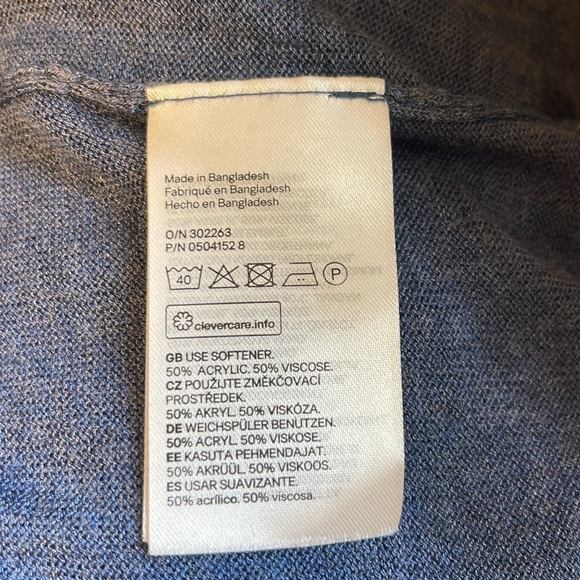 Made in Bangladesh
Fabriqué en Bangladesh
Hecho en Bangladesh
O/N 302263
P/N 0504152 8
40 P
clevercare.info
GB USE SOFTENER.
50% ACRYLIC. 50% VISCOSE.
CZ POUŽIJTE ZMĚKČOVACÍ
PROSTŘEDEK.
50% AKRYL. 50% VISKÓZA.
DE WEICHSPÜLER BENUTZEN.
50% ACRYL. 50% VISKOSE.
EE KASUTA PEHMENDAJAT.
50% AKRÜÜL. 50% VISKOOS.
ES USAR SUAVIZANTE.
50% acrílico. 50% viscosa.